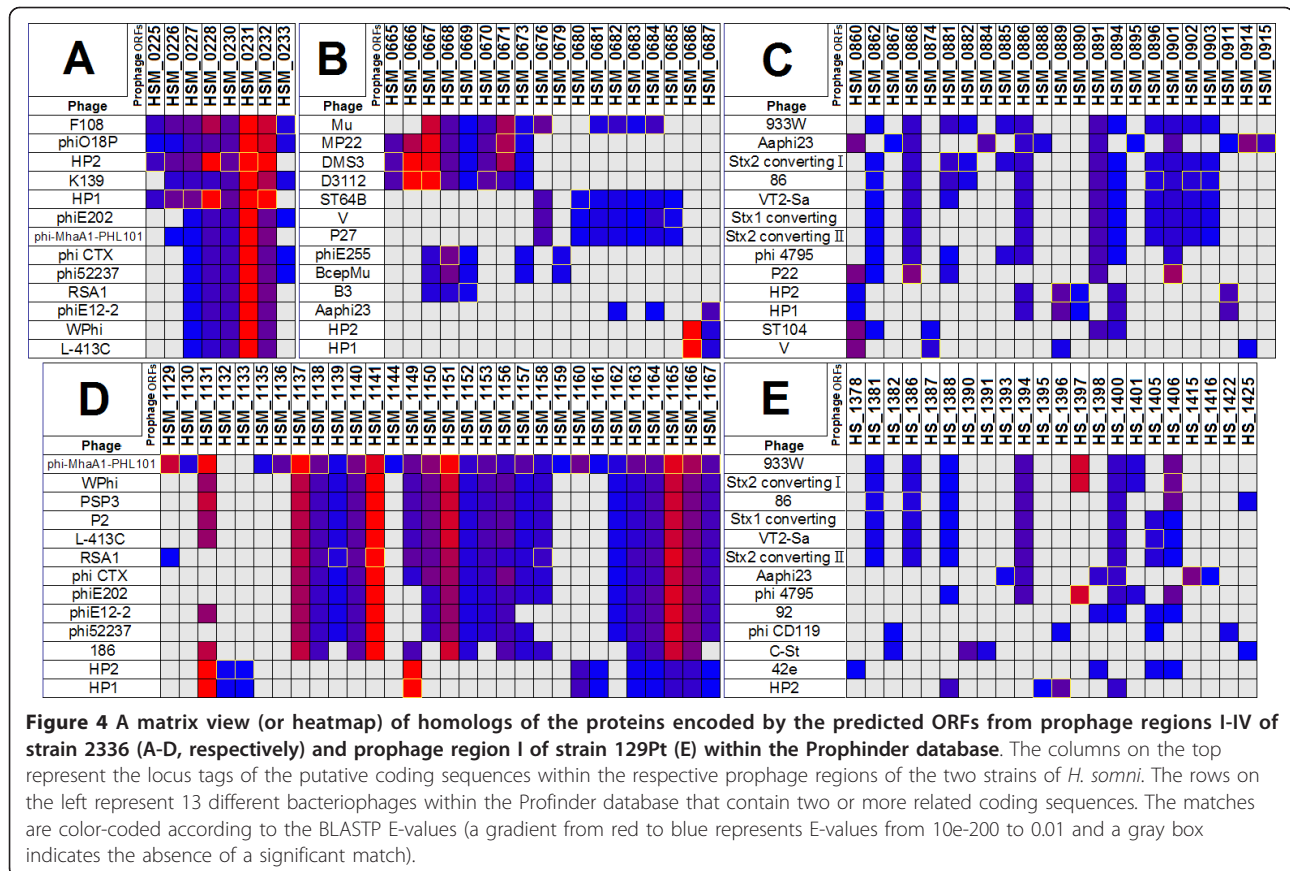 A
Prophage ORFs
HSM_0225
HSM_0226
HSM_0227
HSM_0228
HSM_0230
HSM_0231
HSM_0232
HSM_0233
Phage
F108
phiO18P
HP2
K139
HP1
phiE202
phi-MhaA1-PHL101
phi CTX
phi52237
RSA1
phiE12-2
WPhi
L-413C
B
Prophage ORFs
HSM_0665
HSM_0666
HSM_0667
HSM_0668
HSM_0669
HSM_0670
HSM_0671
HSM_0673
HSM_0676
HSM_0679
HSM_0680
HSM_0681
HSM_0682
HSM_0683
HSM_0684
HSM_0685
HSM_0686
HSM_0687
Phage
Mu
MP22
DMS3
D3112
ST64B
V
P27
phiE255
BcepMu
B3
Aaphi23
HP2
HP1
C
Prophage ORFs
HSM_0860
HSM_0862
HSM_0867
HSM_0868
HSM_0874
HSM_0881
HSM_0882
HSM_0884
HSM_0885
HSM_0886
HSM_0888
HSM_0889
HSM_0890
HSM_0891
HSM_0894
HSM_0895
HSM_0896
HSM_0901
HSM_0902
HSM_0903
HSM_0911
HSM_0914
HSM_0915
Phage
933W
Aaphi23
Stx2 converting I
86
VT2-Sa
Stx1 converting
Stx2 converting II
phi 4795
P22
HP2
HP1
ST104
V
D
Prophage ORFs
HSM_1129
HSM_1130
HSM_1131
HSM_1132
HSM_1133
HSM_1135
HSM_1136
HSM_1137
HSM_1138
HSM_1139
HSM_1140
HSM_1141
HSM_1144
HSM_1149
HSM_1150
HSM_1151
HSM_1152
HSM_1153
HSM_1156
HSM_1157
HSM_1158
HSM_1159
HSM_1160
HSM_1161
HSM_1162
HSM_1163
HSM_1164
HSM_1165
HSM_1166
HSM_1167
Phage
phi-MhaA1-PHL101
WPhi
PSP3
P2
L-413C
RSA1
phi CTX
phiE202
phiE12-2
phi52237
186
HP2
HP1
E
Prophage ORFs
HS_1378
HS_1381
HS_1382
HS_1386
HS_1387
HS_1388
HS_1390
HS_1391
HS_1393
HS_1394
HS_1395
HS_1396
HS_1397
HS_1398
HS_1400
HS_1401
HS_1405
HS_1406
HS_1415
HS_1416
HS_1422
HS_1425
Phage
933W
Stx2 converting I
86
Stx1 converting
VT2-Sa
Stx2 converting II
Aaphi23
phi 4795
92
phi CD119
C-St
42e
HP2
Figure 4 A matrix view (or heatmap) of homologs of the proteins encoded by the predicted ORFs from prophage regions I-IV of
strain 2336 (A-D, respectively) and prophage region I of strain 129Pt (E) within the Prophinder database. The columns on the top
represent the locus tags of the putative coding sequences within the respective prophage regions of the two strains of H. somni. The rows on
the left represent 13 different bacteriophages within the Profinder database that contain two or more related coding sequences. The matches
are color-coded according to the BLASTP E-values (a gradient from red to blue represents E-values from 10e-200 to 0.01 and a gray box
indicates the absence of a significant match).